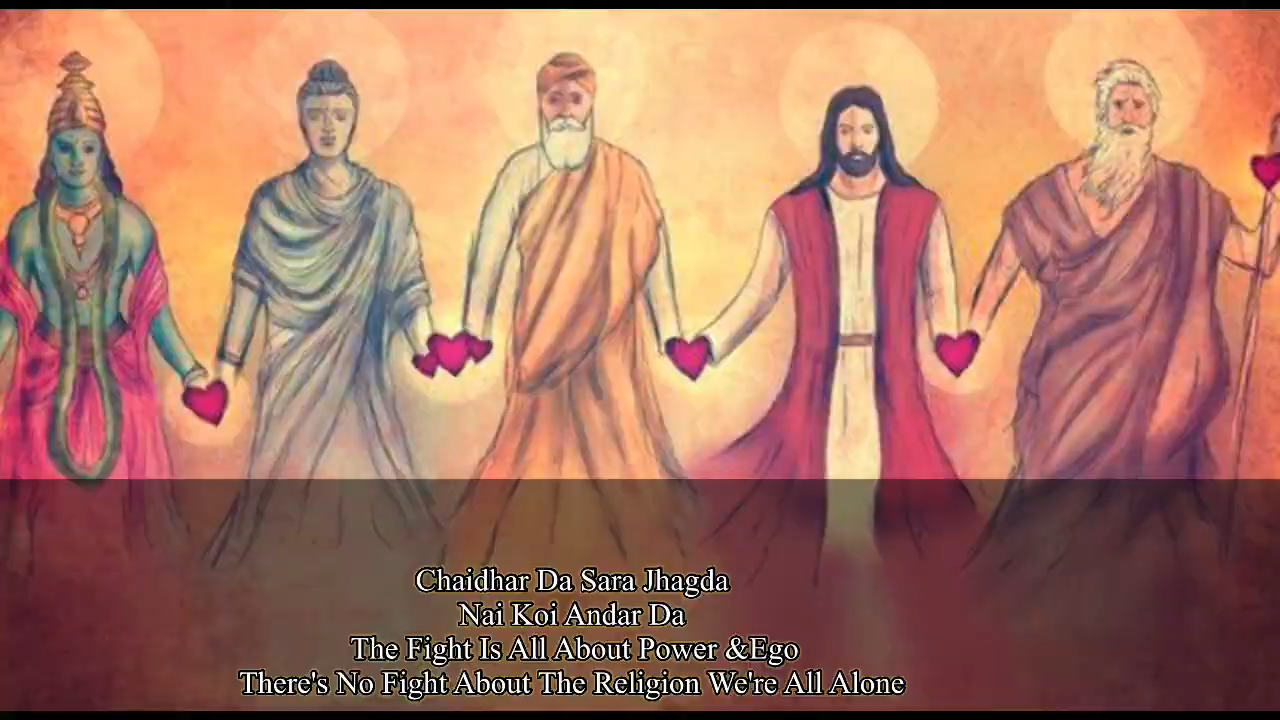 Chaidhar Da Sara Jhagda
Nai Koi Andar Da
The Fight Is All About Power &Ego
There's No Fight About The Religion We're All Alone